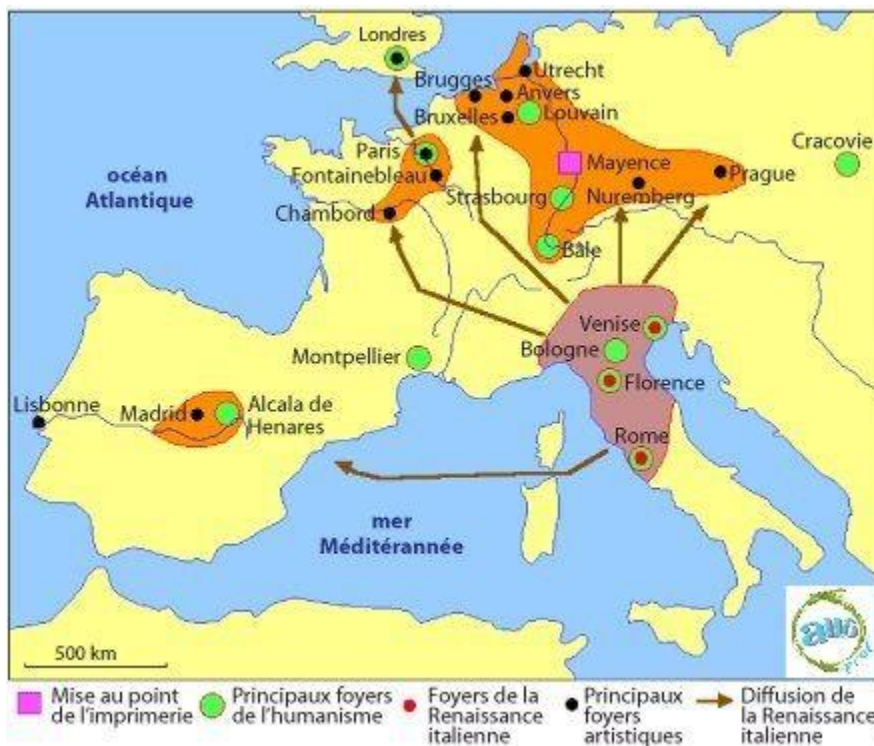 Londres
Utrecht
Brugges
Anvers
Bruxelles
Louvain
Paris
Mayence
Cracovie
océan
Atlantique
Fontainebleau
Prague
Strasbourg
Nuremberg
Chambord
Bâle
Venise
Montpellier
Bologne
Florence
Lisbonne
Madrid
Alcala de
Henares
Rome
mer
Méditérannée
500 km
Mise au point
de l'imprimerie
Principaux foyers
de l'humanisme
Foyers de la
Renaissance
italienne
Principaux
foyers
artistiques
Diffusion de
la Renaissance
italienne